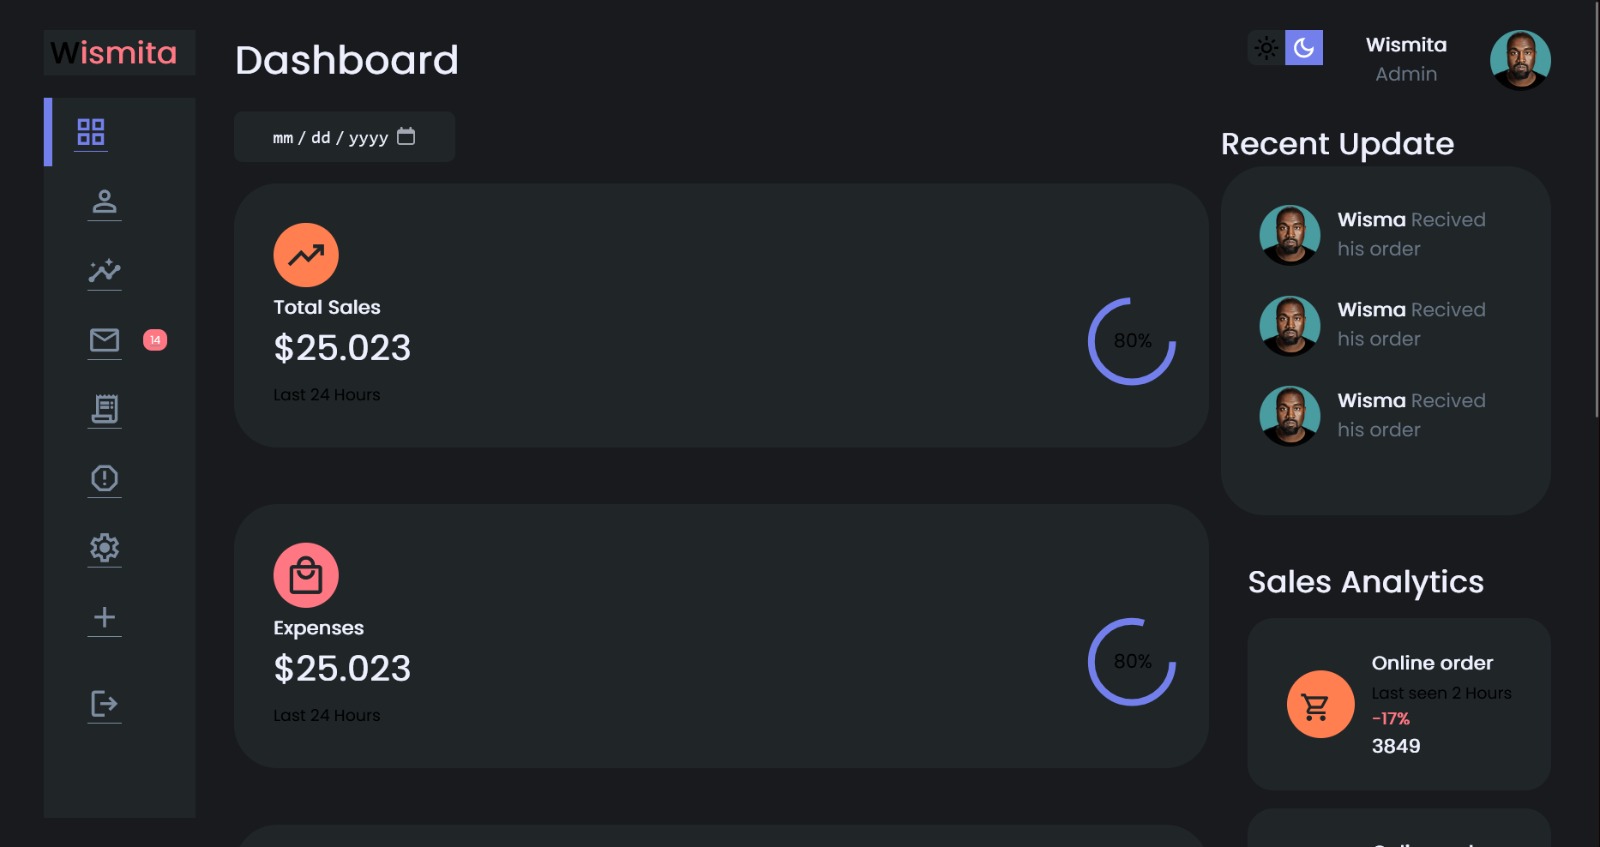 Wismita
Dashboard
Wismita
Admin
mm/dd/yyyy
Recent Update
Wisma Recived
his order
Wisma Recived
his order
Wisma Recived
his order
14
Total Sales
$25.023
Last 24 Hours
80%
Expenses
$25.023
Last 24 Hours
80%
Sales Analytics
Online order
Last seen 2 Hours
-17%
3849